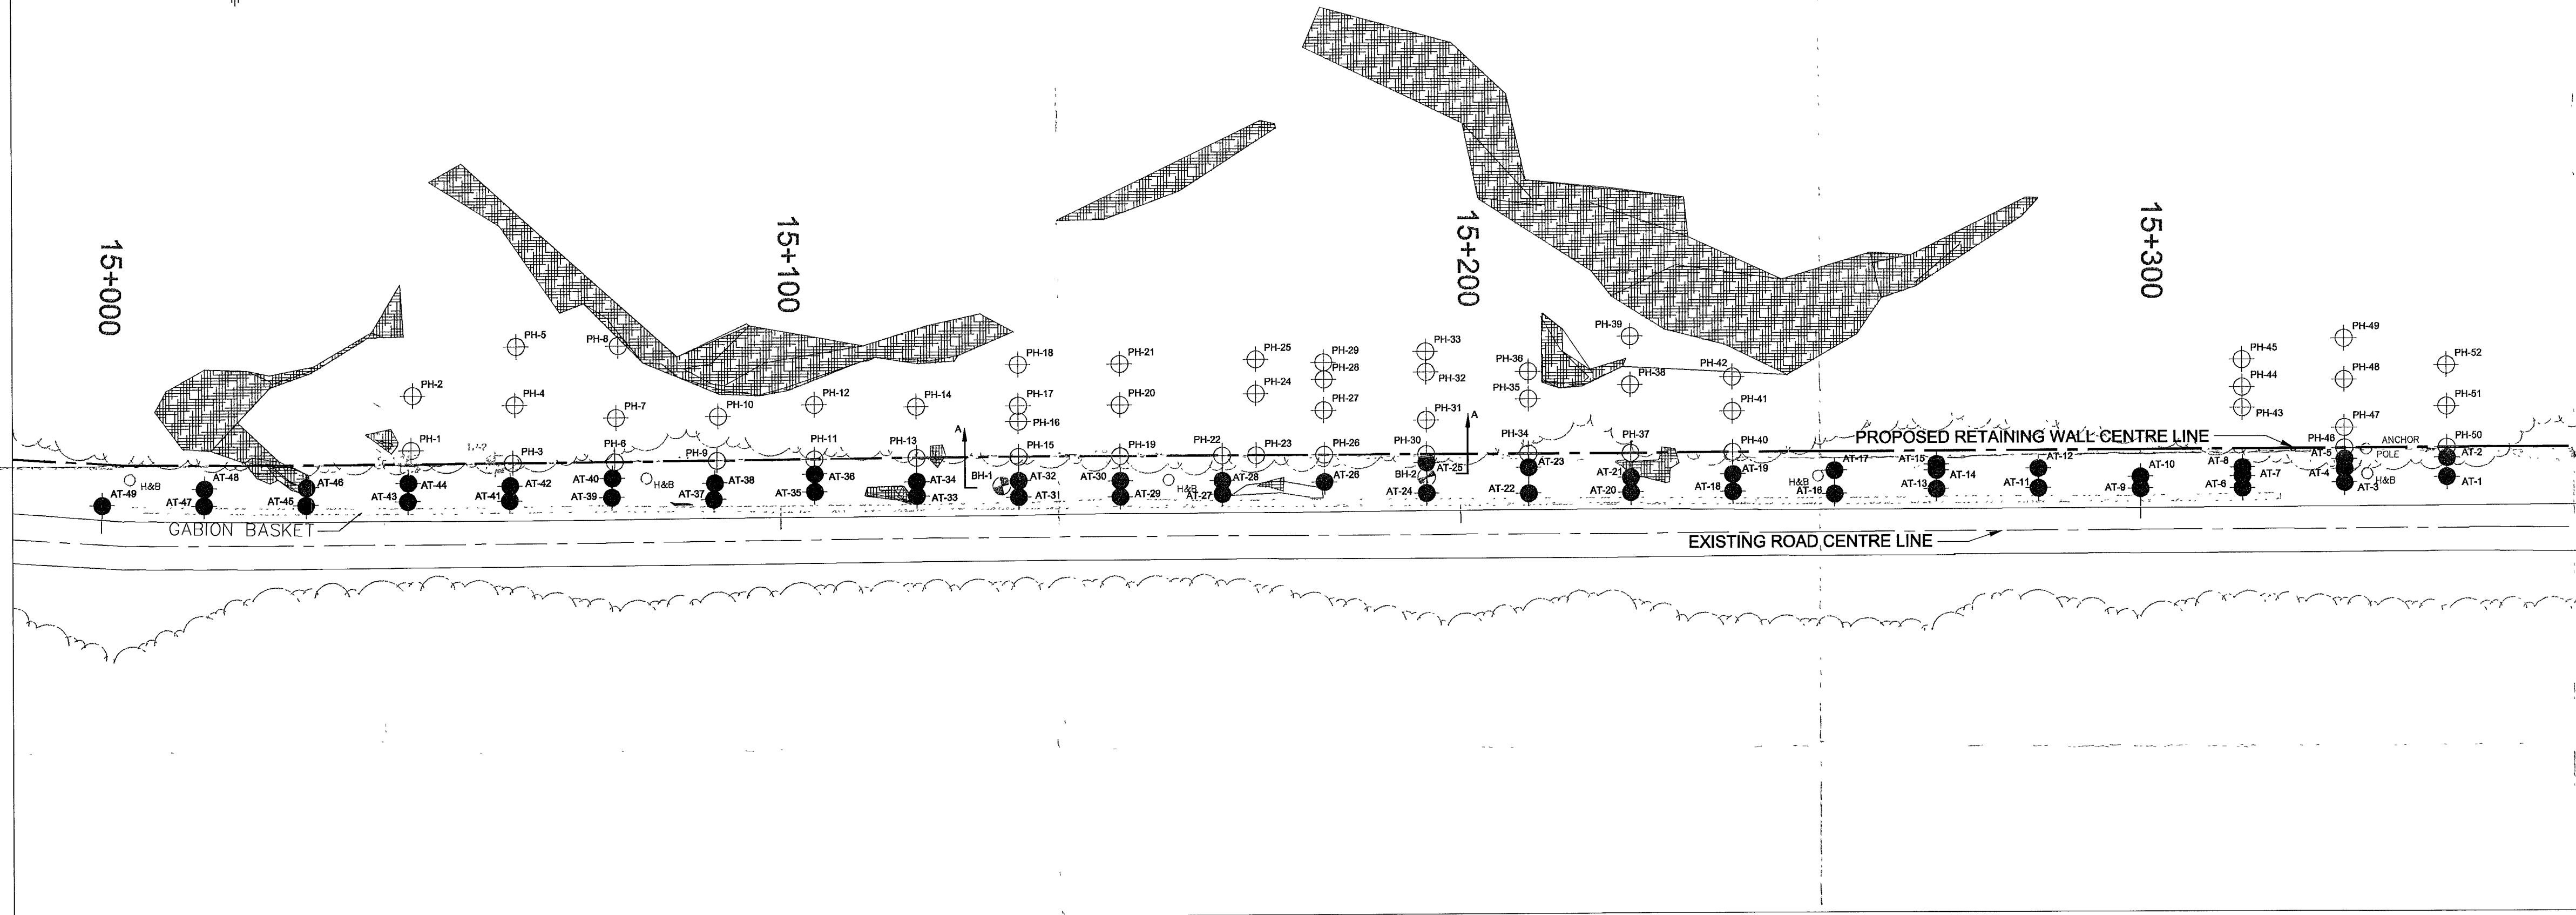 15+000
15+100
15+200
15+300
PH-49
PH-39
PH-5
PH-8
PH-33
PH-29
PH-25
PH-45
PH-18
PH-21
PH-28
PH-36
PH-42
PH-52
PH-32
PH-38
PH-44
PH-48
PH-2
PH-24
PH-35
PH-4
PH-12
PH-14
PH-17
PH-20
PH-27
PH-41
PH-43
PH-51
PH-7
PH-10
PH-16
PH-31
A
A
PH-47
PH-1
PH-3
PH-6
PH-9
PH-11
PH-13
PH-15
PH-19
PH-22
PH-23
PH-26
PH-30
PH-34
PH-37
PH-40
PROPOSED RETAINING WALL CENTRE LINE
PH-46
ANCHOR
POLE
PH-50
AT-49
H&B
AT-48
AT-47
AT-46
AT-45
AT-44
AT-43
AT-42
AT-41
AT-40
AT-39
H&B
AT-38
AT-37
AT-36
AT-35
AT-34
AT-33
BH-1
AT-32
AT-31
AT-30
AT-29
H&B
AT-28
AT-27
AT-26
BH-2
AT-25
AT-24
AT-23
AT-22
AT-21
AT-20
AT-19
AT-18
H&B
AT-17
AT-16
AT-15
AT-14
AT-13
AT-12
AT-11
AT-10
AT-9
AT-8
AT-7
AT-6
AT-5
AT-4
AT-3
H&B
AT-2
AT-1
GABION BASKET
EXISTING ROAD CENTRE LINE